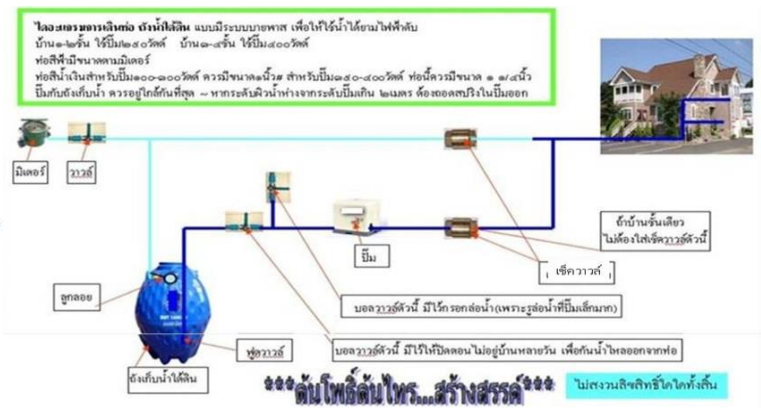 ไดอะแกรมการเดินท่อ ถังน้ำใต้ดิน แบบมีระบบบายพาส เพื่อให้ใช้น้ำได้ยามไฟฟ้าดับ
บ้าน๑-๒ชั้น ใช้ปั๊ม๒๕๐วัตต์ บ้าน๓-๔ชั้น ใช้ปั๊ม๔๐๐วัตต์
ท่อสีฟ้ามีขนาดตามมิเตอร์
ท่อสีน้ำเงินสำหรับปั๊ม๑๐๐-๓๐๐วัตต์ ควรมีขนาด๑นิ้ว# สำหรับปั๊ม๓๕๐-๔๐๐วัตต์ ท่อนี้ควรมีขนาด ๑ ๑/๔นิ้ว
ปั๊มกับถังเก็บน้ำ ควรอยู่ใกล้กันที่สุด ~ หากระดับผิวน้ำห่างจากระดับปั๊มเกิน ๒เมตร ต้องถอดสปริงในปั๊มออก
มิเตอร์
วาวล์
ถ้าบ้านชั้นเดียว
ไม่ต้องใส่เช็ควาวล์ตัวนี้
ปั๊ม
เช็ควาวล์
ลูกลอย
บอลวาวล์ตัวนี้ มีไว้กรอกล่อน้ำ(เพราะรูล่อน้ำที่ปั๊มเล็กมาก)
ฟุตวาวล์
บอลวาวล์ตัวนี้ มีไว้ให้ปิดตอนไม่อยู่บ้านหลายวัน เพื่อกันน้ำไหลออกจากท่อ
ถังเก็บน้ำใต้ดิน
***ต้นโพธิ์ต้นไทร...สร้างสรรค์***
ไม่สงวนลิขสิทธิ์ใดใดทั้งสิ้น